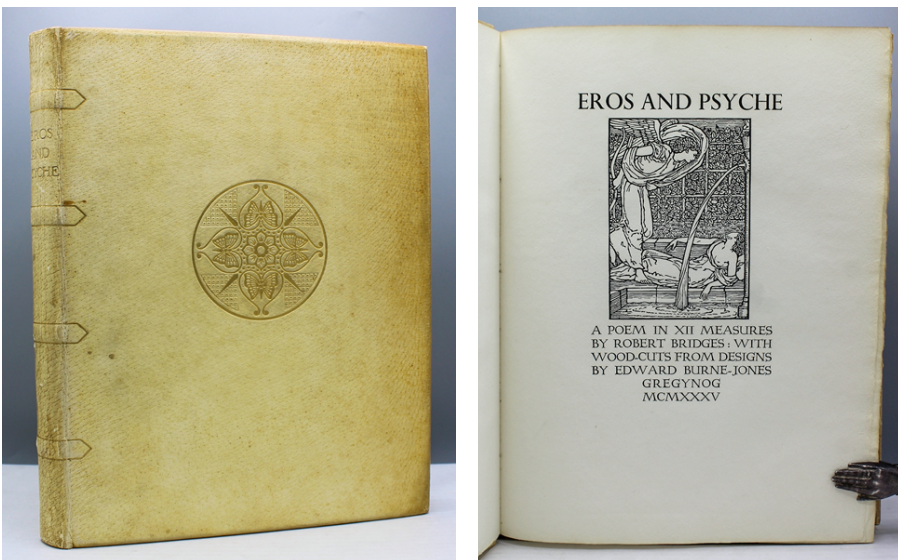 EROS
AND
PSYCHE
EROS AND PSYCHE
A POEM IN XII MEASURES
BY ROBERT BRIDGES : WITH
WOOD-CUTS FROM DESIGNS
BY EDWARD BURNE-JONES
GREGYNOG
MCMXXXV